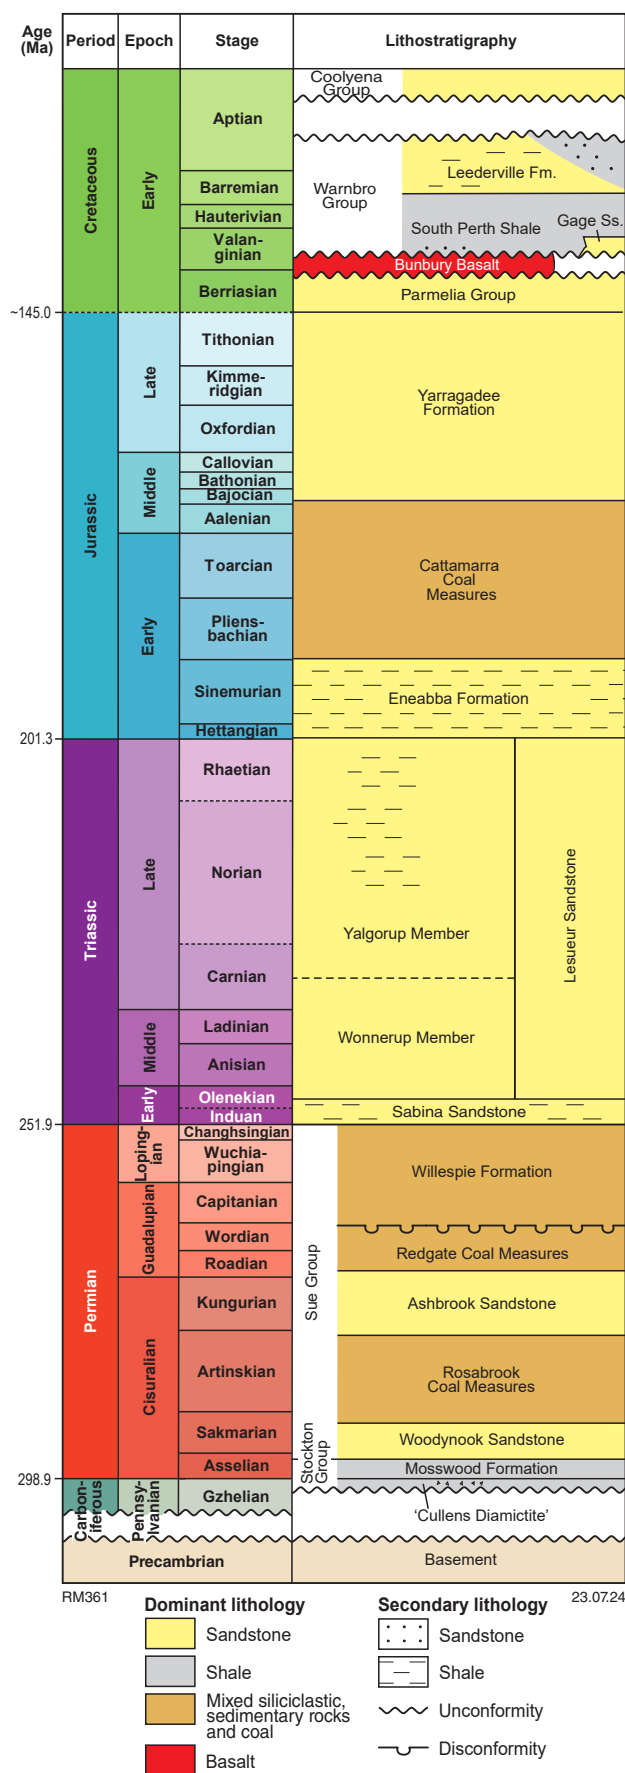 Age
(Ma)
Period
Epoch
Stage
Lithostratigraphy
Cretaceous
Early
Aptian
Barremian
Hauterivian
Valan-
ginian
Berriasian
Coolyena
Group
Warnbro
Group
Leederville Fm.
South Perth Shale
Gage Ss.
Bunbury Basalt
Parmelia Group
~145.0
Jurassic
Late
Middle
Early
Tithonian
Kimme-
ridgian
Oxfordian
Callovian
Bathonian
Bajocian
Aalenian
Toarcian
Pliens-
bachian
Sinemurian
Hettangian
Yarragadee
Formation
Cattamarra
Coal
Measures
Eneabba Formation
201.3
Triassic
Late
Middle
Early
Rhaetian
Norian
Carnian
Ladinian
Anisian
Olenekian
Induan
Yalgorup Member
Wonnerup Member
Lesueur Sandstone
Sabina Sandstone
251.9
Permian
Loping-
ian
Guadalupian
Cisuralian
Changhsingian
Wuchia-
pingian
Capitanian
Wordian
Roadian
Kungurian
Artinskian
Sakmarian
Asselian
Sue Group
Stockton
Group
Willespie Formation
Redgate Coal Measures
Ashbrook Sandstone
Rosabrook
Coal Measures
Woodynook Sandstone
Mosswood Formation
298.9
Carbon-
iferous
Pennsy-
lvanian
Gzhelian
'Cullens Diamictite'
Precambrian
Basement
RM361
23.07.24
Dominant lithology
Sandstone
Shale
Mixed siliciclastic,
sedimentary rocks
and coal
Basalt
Secondary lithology
Sandstone
Shale
Unconformity
Disconformity